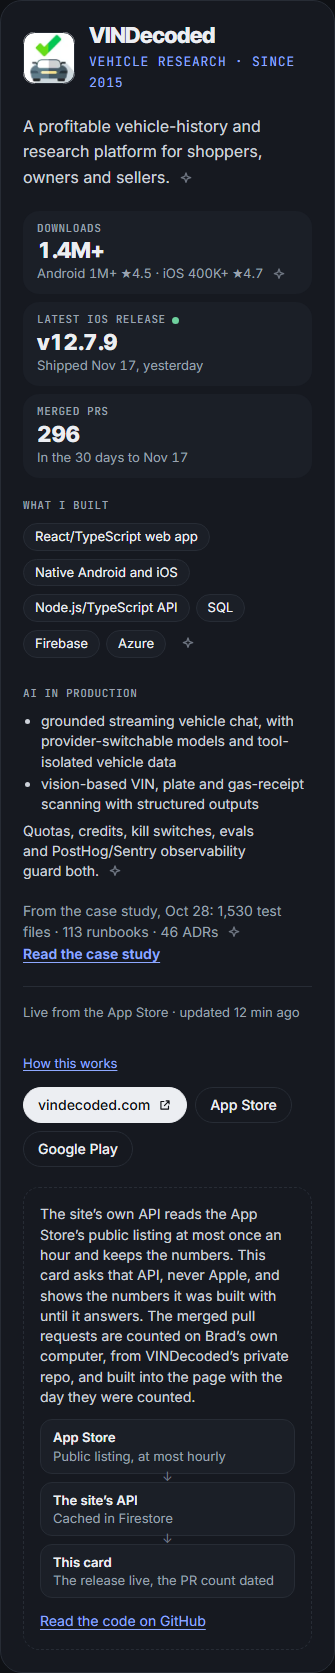 VINDecoded
VEHICLE RESEARCH · SINCE
2015
A profitable vehicle-history and
research platform for shoppers,
owners and sellers.
DOWNLOADS
1.4M+
Android 1M+ ★4.5 · iOS 400K+ ★4.7
LATEST IOS RELEASE
v12.7.9
Shipped Nov 17, yesterday
MERGED PRS
296
In the 30 days to Nov 17
WHAT I BUILT
React/TypeScript web app
Native Android and iOS
Node.js/TypeScript API SQL
Firebase Azure
AI IN PRODUCTION
• grounded streaming vehicle chat, with
provider-switchable models and tool-
isolated vehicle data
• vision-based VIN, plate and gas-receipt
scanning with structured outputs
Quotas, credits, kill switches, evals
and PostHog/Sentry observability
guard both.
From the case study, Oct 28: 1,530 test
files · 113 runbooks · 46 ADRs
Read the case study
Live from the App Store · updated 12 min ago
How this works
vindecoded.com App Store
Google Play
The site’s own API reads the App
Store’s public listing at most once an
hour and keeps the numbers. This
card asks that API, never Apple, and
shows the numbers it was built with
until it answers. The merged pull
requests are counted on Brad’s own
computer, from VINDecoded’s private
repo, and built into the page with the
day they were counted.
App Store
Public listing, at most hourly
↓
The site’s API
Cached in Firestore
↓
This card
The release live, the PR count dated
Read the code on GitHub